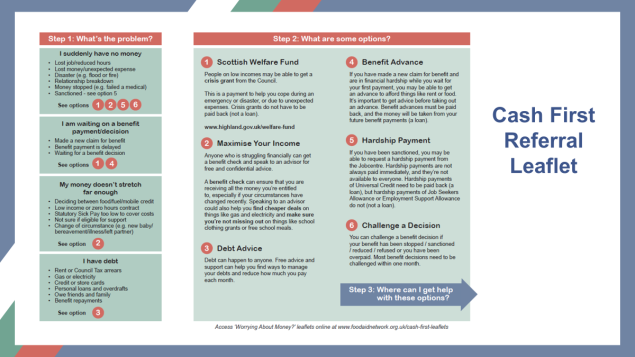 Step 1: What's the problem?
I suddenly have no money
• Lost job/reduced hours
• Lost money/unexpected expense
• Disaster (e.g. flood or fire)
• Relationship breakdown
• Money stopped (e.g. failed a medical)
• Sanctioned - see option 5
See options 1 2 5 6
I am waiting on a benefit
payment/decision
• Made a new claim for benefit
• Benefit payment is delayed
• Waiting for a benefit decision
See options 1 4
My money doesn't stretch
far enough
• Deciding between food/fuel/mobile credit
• Low income or zero hours contract
• Statutory Sick Pay too low to cover costs
• Not sure if eligible for support
• Change of circumstance (e.g. new baby/
bereavement/illness/left partner)
See option 2
I have debt
• Rent or Council Tax arrears
• Gas or electricity
• Credit or store cards
• Personal loans and overdrafts
• Owe friends and family
• Benefit repayments
See option 3
Step 2: What are some options?
1 Scottish Welfare Fund
People on low incomes may be able to get a
crisis grant from the Council.
This is a payment to help you cope during an
emergency or disaster, or due to unexpected
expenses. Crisis grants do not have to be
paid back (not a loan).
www.highland.gov.uk/welfare-fund
2 Maximise Your Income
Anyone who is struggling financially can get
a benefit check and speak to an advisor for
free and confidential advice.
A benefit check can ensure that you are
receiving all the money you're entitled
to, especially if your circumstances have
changed recently. Speaking to an advisor
could also help you find cheaper deals on
things like gas and electricity and make sure
you're not missing out on things like school
clothing grants or free school meals.
3 Debt Advice
Debt can happen to anyone. Free advice and
support can help you find ways to manage
your debts and reduce how much you pay
each month.
4 Benefit Advance
If you have made a new claim for benefit and
are in financial hardship while you wait for
your first payment, you may be able to get
an advance to afford things like rent or food.
It's important to get advice before taking out
an advance. Benefit advances must be paid
back, and the money will be taken from your
future benefit payments (a loan).
5 Hardship Payment
If you have been sanctioned, you may be
able to request a hardship payment from
the Jobcentre. Hardship payments are not
always paid immediately, and they're not
available to everyone. Hardship payments
of Universal Credit need to be paid back (a
loan), but hardship payments of Job Seekers
Allowance or Employment Support Allowance
do not (not a loan).
6 Challenge a Decision
You can challenge a benefit decision if
your benefit has been stopped / sanctioned
/ reduced / refused or you have been
overpaid. Most benefit decisions need to be
challenged within one month.
Step 3: Where can I get help
with these options?
Access 'Worrying About Money?' leaflets online at www.foodaidnetwork.org.uk/cash-first-leaflets
Cash First
Referral
Leaflet